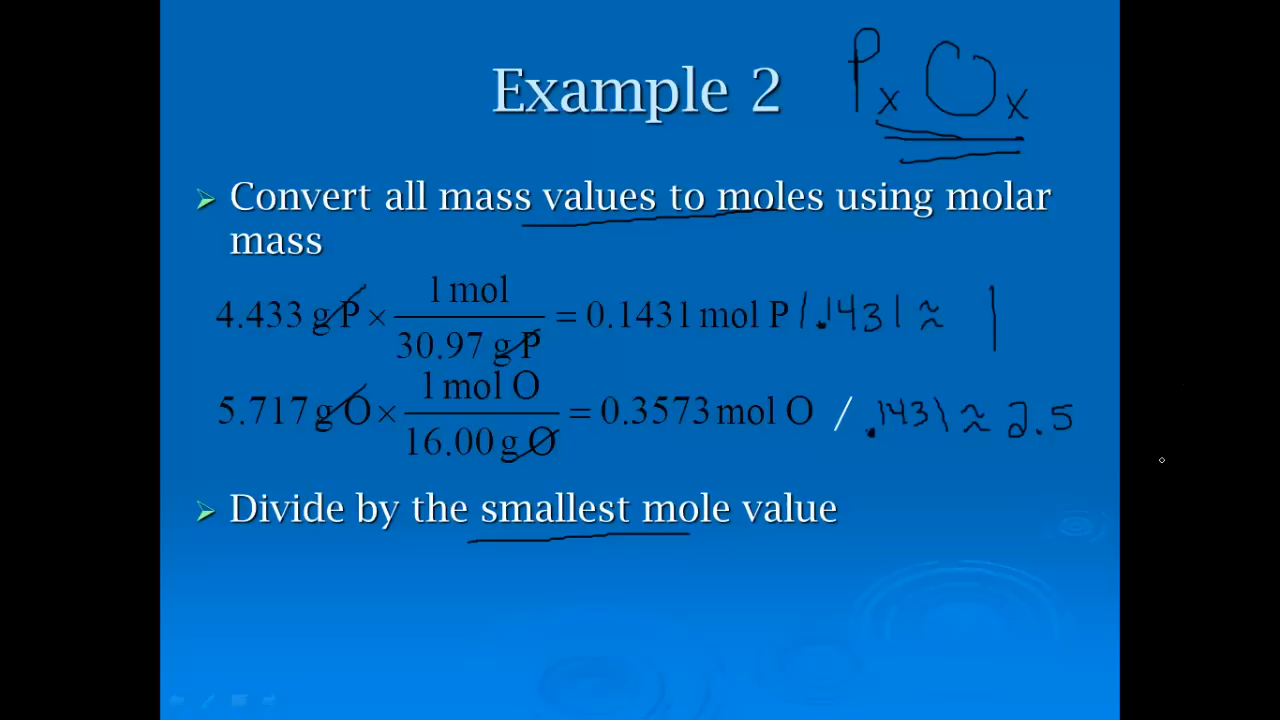 Example 2 PₓOₓ
Convert all mass values to moles using molar
mass
4.433 g P × 1 mol / 30.97 g P = 0.1431 mol P / .1431 ≈ 1
5.717 g O × 1 mol O / 16.00 g O = 0.3573 mol O / .1431 ≈ 2.5
Divide by the smallest mole value